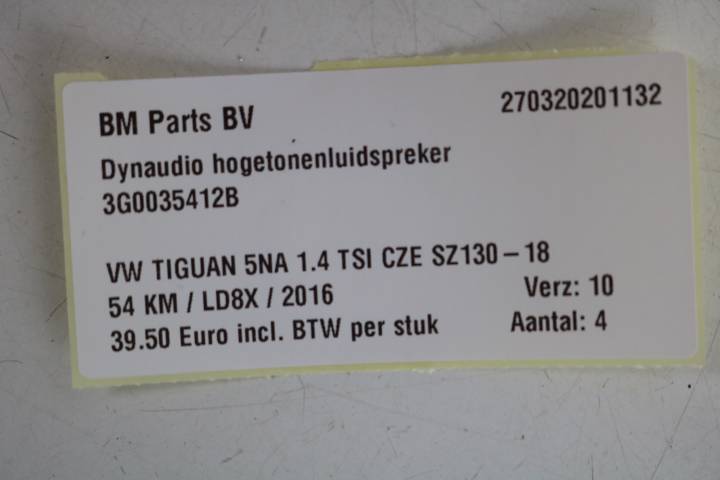 BM Parts BV 270320201132
Dynaudio hogetonenluidspreker
3G0035412B
VW TIGUAN 5NA 1.4 TSI CZE SZ130-18
54 KM / LD8X / 2016 Verz: 10
39.50 Euro incl. BTW per stuk Aantal: 4